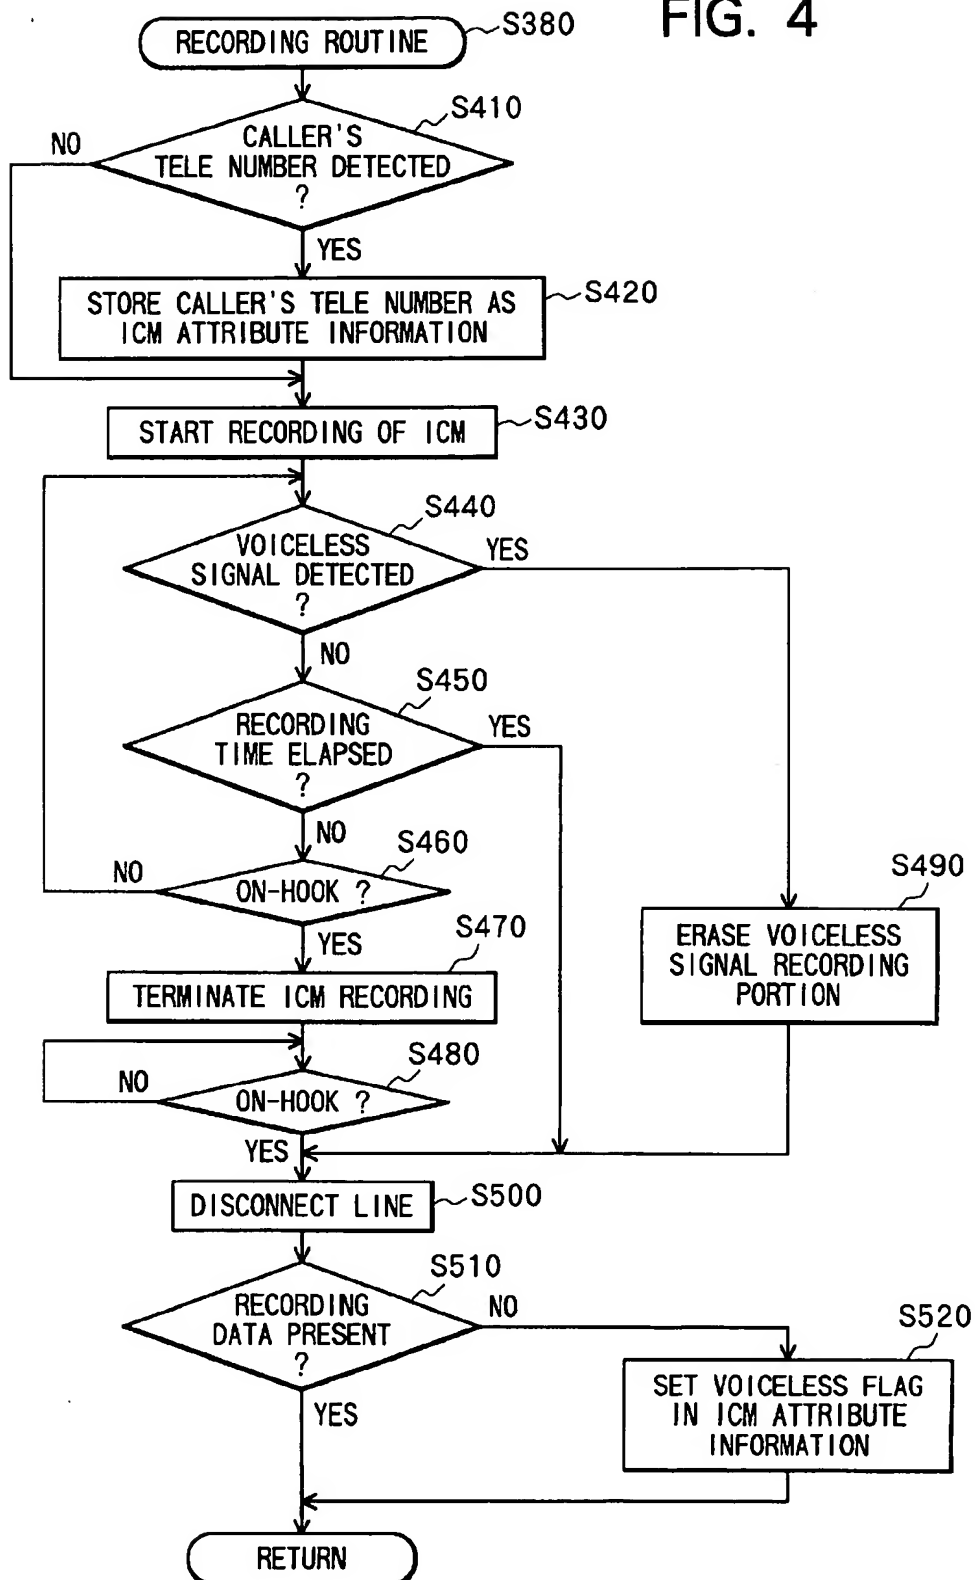 FIG. 4
RECORDING ROUTINE
S380
S410
CALLER'S
TELE NUMBER DETECTED
?
NO
YES
STORE CALLER'S TELE NUMBER AS
ICM ATTRIBUTE INFORMATION
S420
START RECORDING OF ICM
S430
S440
VOICELESS
SIGNAL DETECTED
?
YES
NO
S450
RECORDING
TIME ELAPSED
?
YES
NO
S460
ON-HOOK ?
NO
YES
S490
ERASE VOICELESS
SIGNAL RECORDING
PORTION
S470
TERMINATE ICM RECORDING
S480
ON-HOOK ?
NO
YES
DISCONNECT LINE
S500
S510
RECORDING
DATA PRESENT
?
NO
YES
S520
SET VOICELESS FLAG
IN ICM ATTRIBUTE
INFORMATION
RETURN